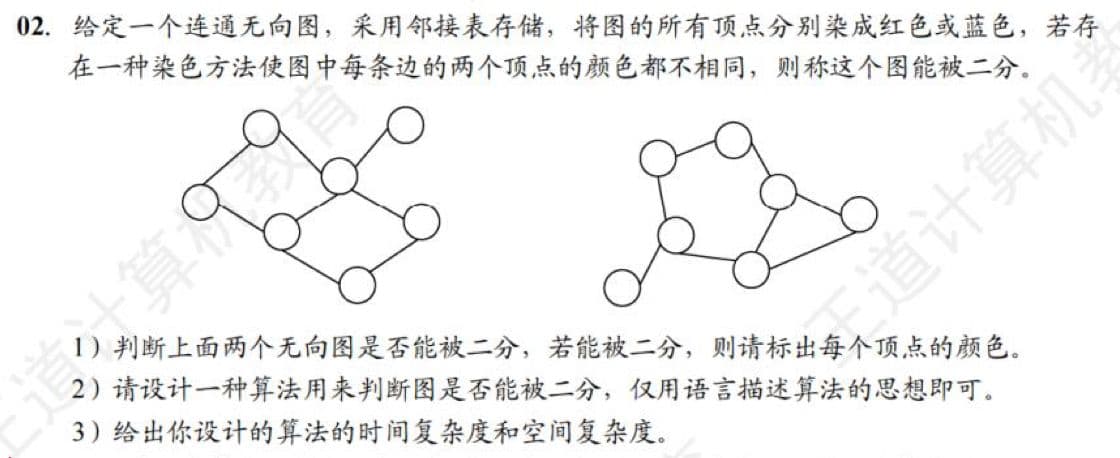 02. 给定一个连通无向图，采用邻接表存储，将图的所有顶点分别染成红色或蓝色，若存
在一种染色方法使图中每条边的两个顶点的颜色都不相同，则称这个图能被二分。
王道计算机教育
王道计算机教
1）判断上面两个无向图是否能被二分，若能被二分，则请标出每个顶点的颜色。
2）请设计一种算法用来判断图是否能被二分，仅用语言描述算法的思想即可。
3）给出你设计的算法的时间复杂度和空间复杂度。